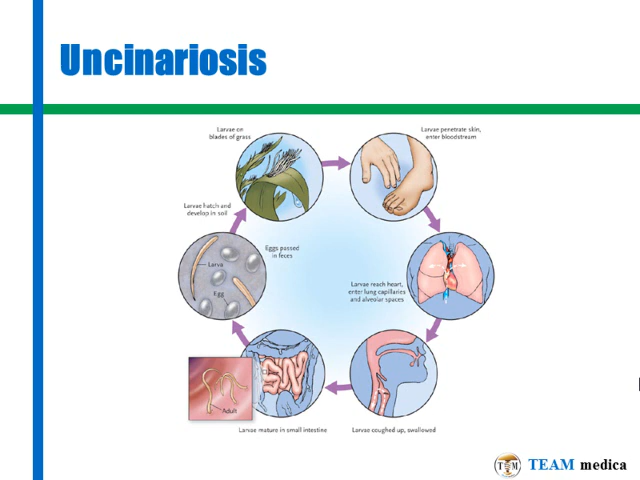 Uncinariosis
Larvae on
blades of grass
Larvae penetrate skin,
enter bloodstream
Larvae hatch and
develop in soil
Eggs passed
in feces
Larva
Egg
Larvae reach heart,
enter lung capillaries
and alveolar spaces
Adult
Larvae mature in small intestine
Larvae coughed up, swallowed
TEAM medica